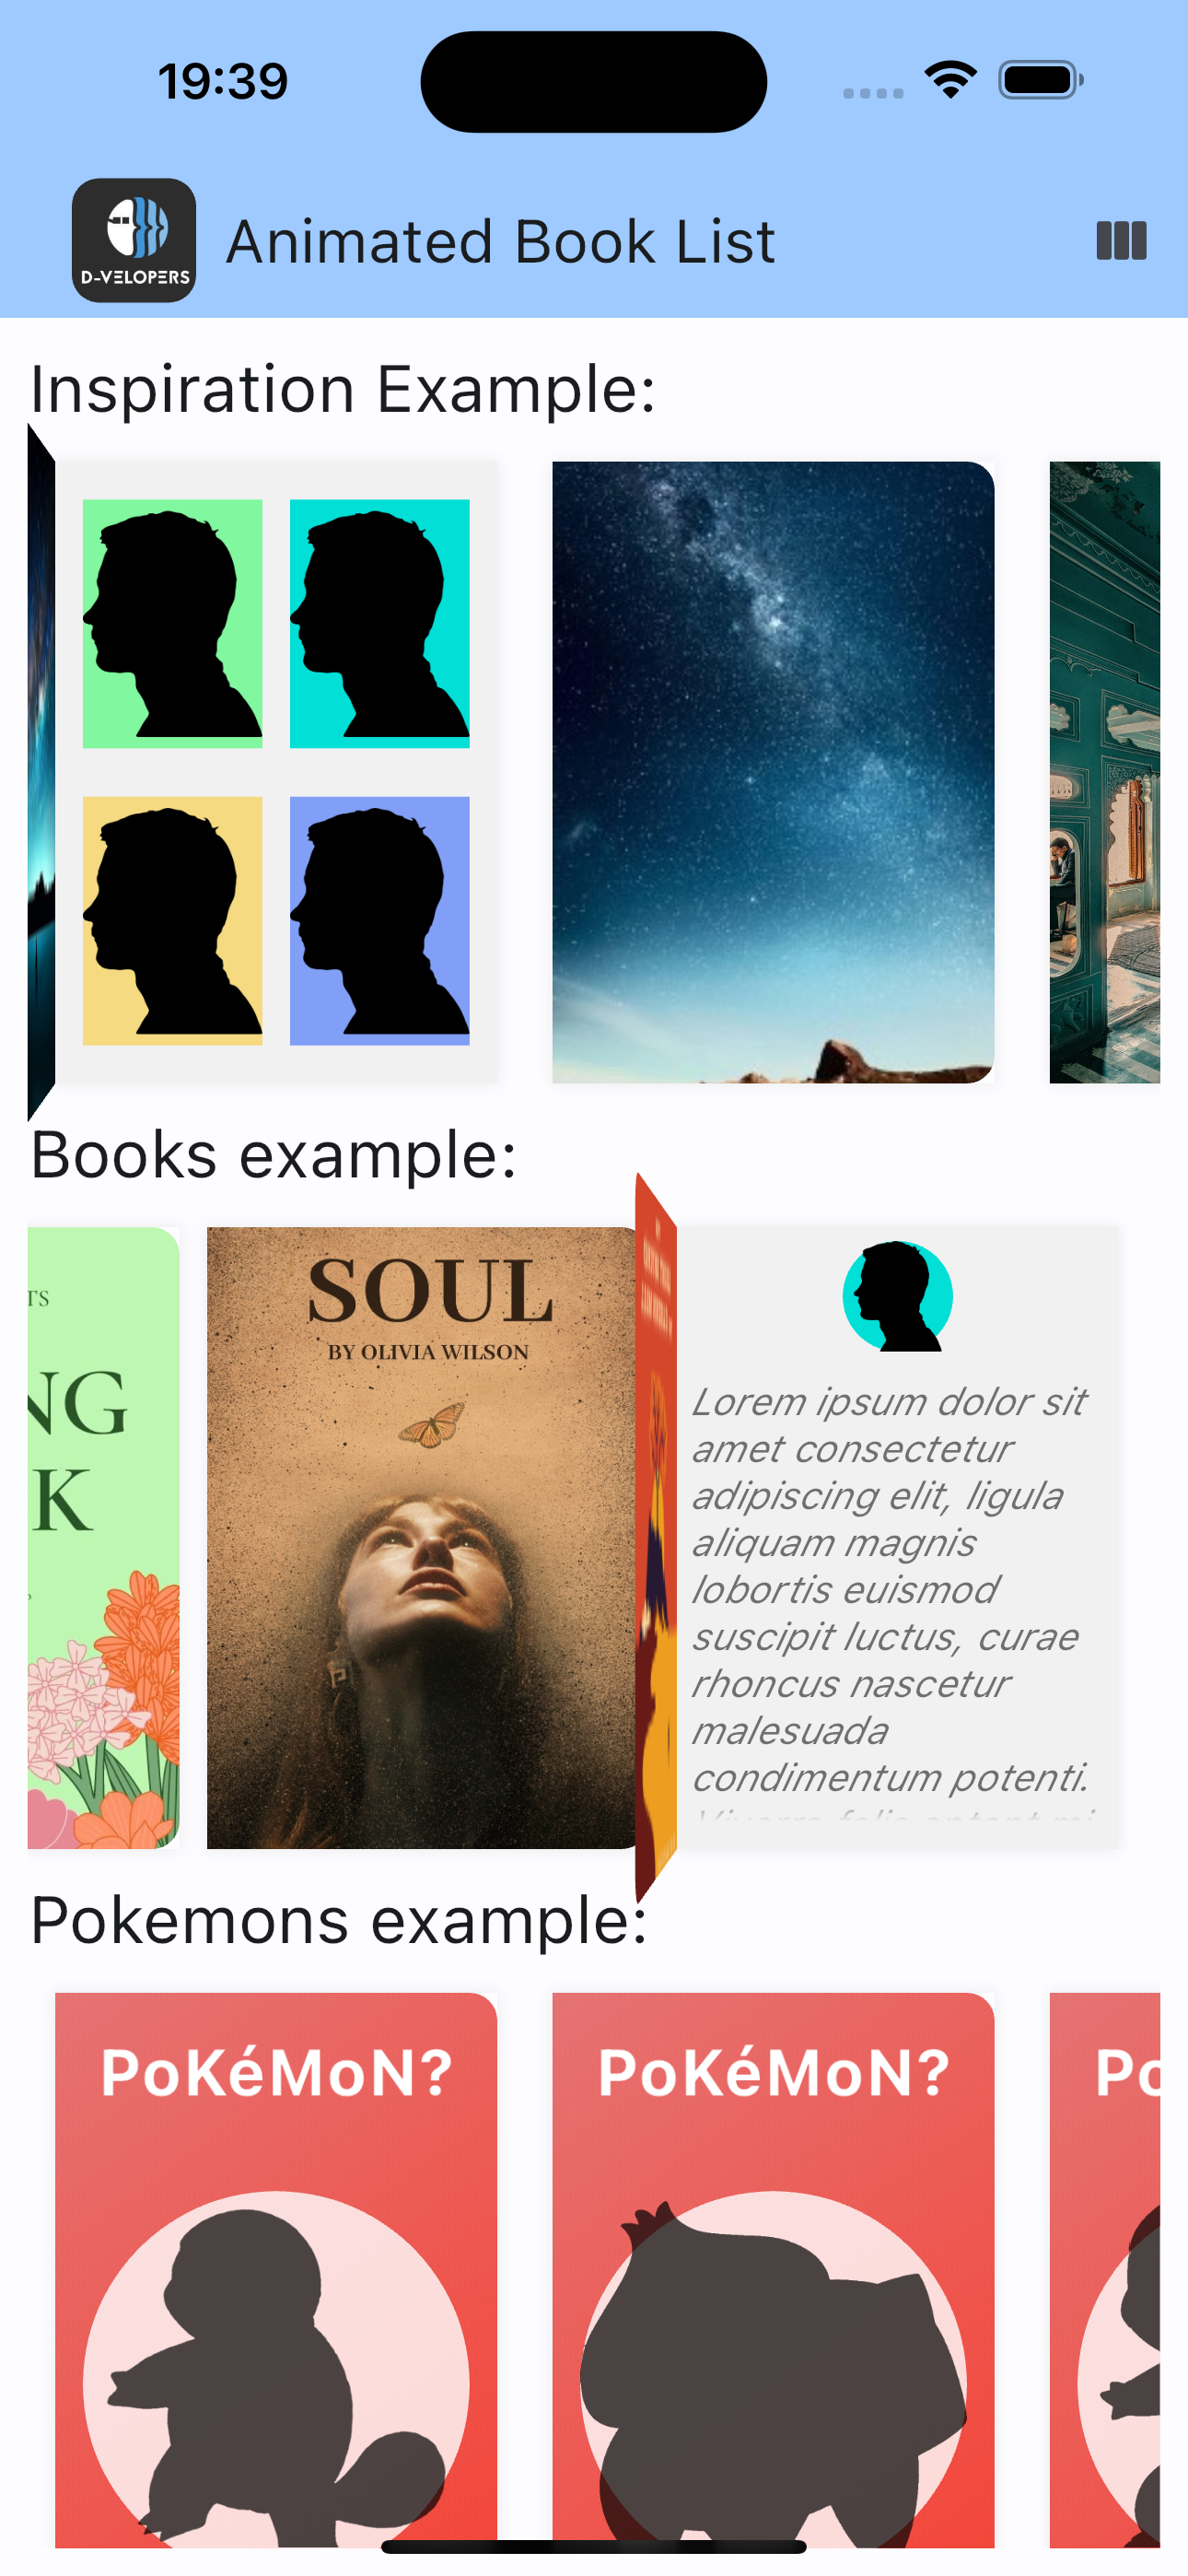 19:39
D-VELOPERS
Animated Book List
Inspiration Example:
Books example:
TS
NG
K
SOUL
BY OLIVIA WILSON
Lorem ipsum dolor sit
amet consectetur
adipiscing elit, ligula
aliquam magnis
lobortis euismod
suscipit luctus, curae
rhoncus nascetur
malesuada
condimentum potenti.
Pokemons example:
PoKéMoN?
PoKéMoN?
Po